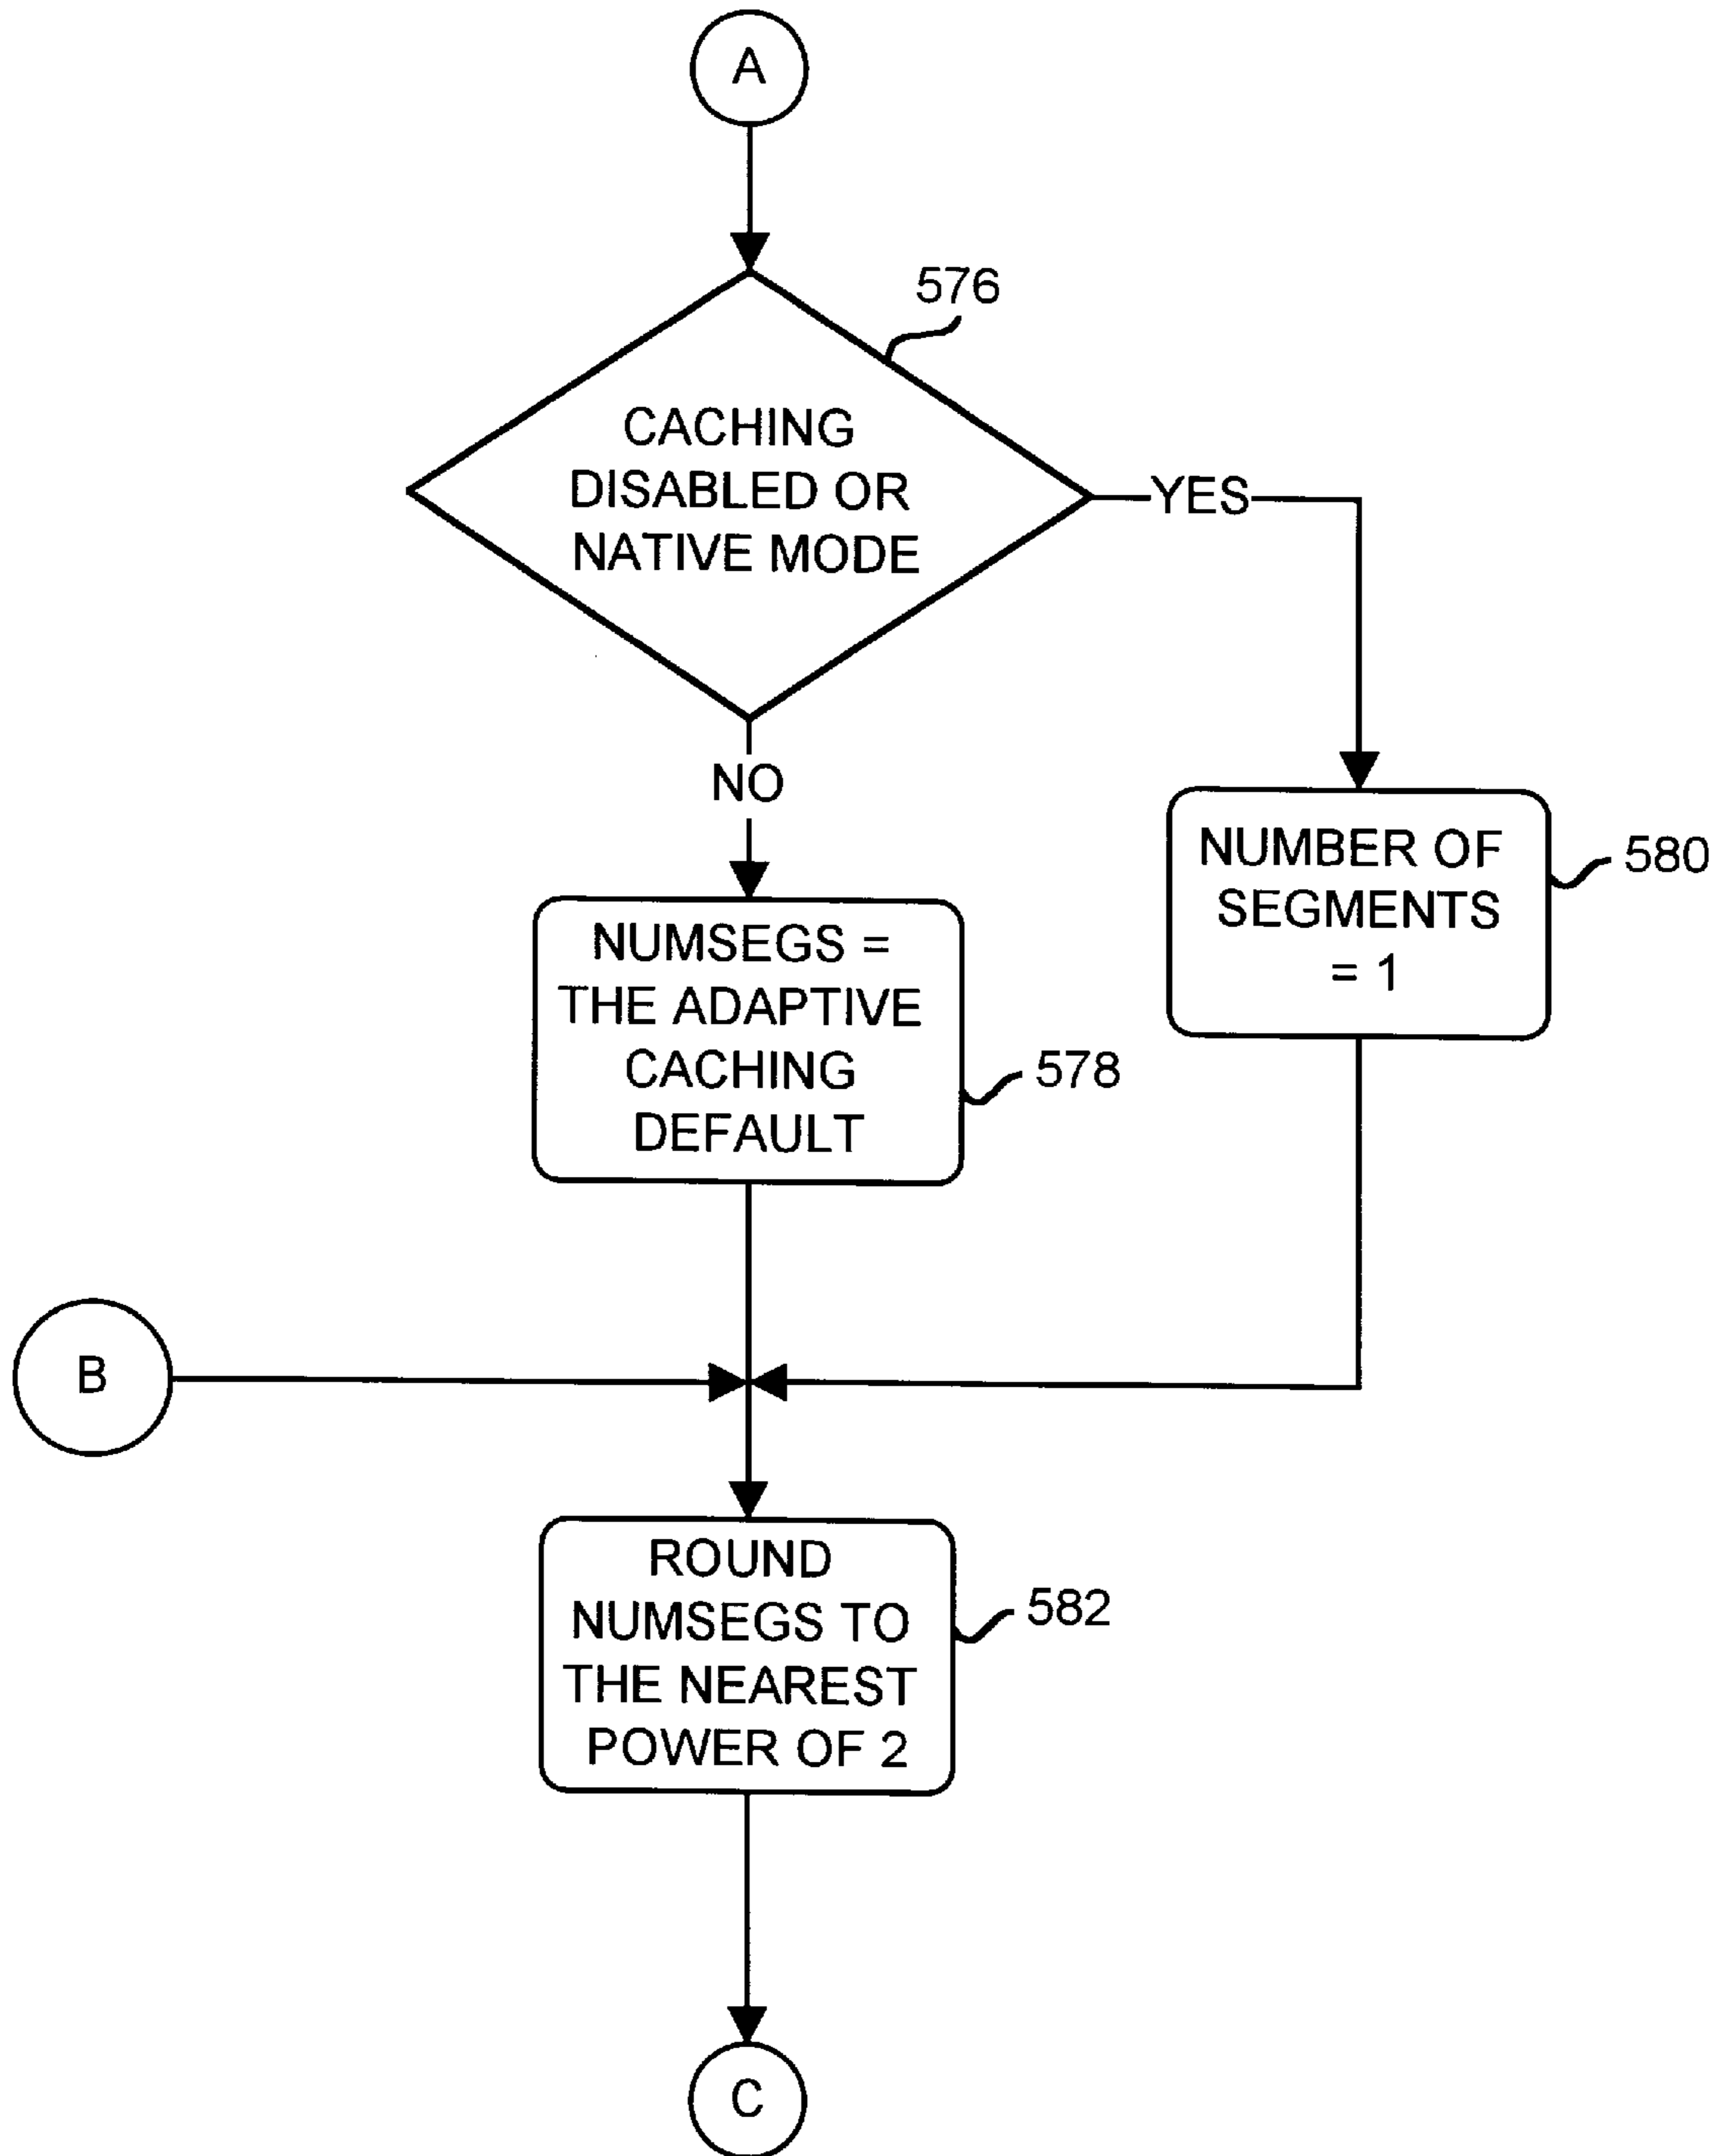 A
576
CACHING
DISABLED OR
NATIVE MODE
YES
NO
NUMBER OF
SEGMENTS
= 1
580
NUMSEGS =
THE ADAPTIVE
CACHING
DEFAULT
578
B
ROUND
NUMSEGS TO
THE NEAREST
POWER OF 2
582
C